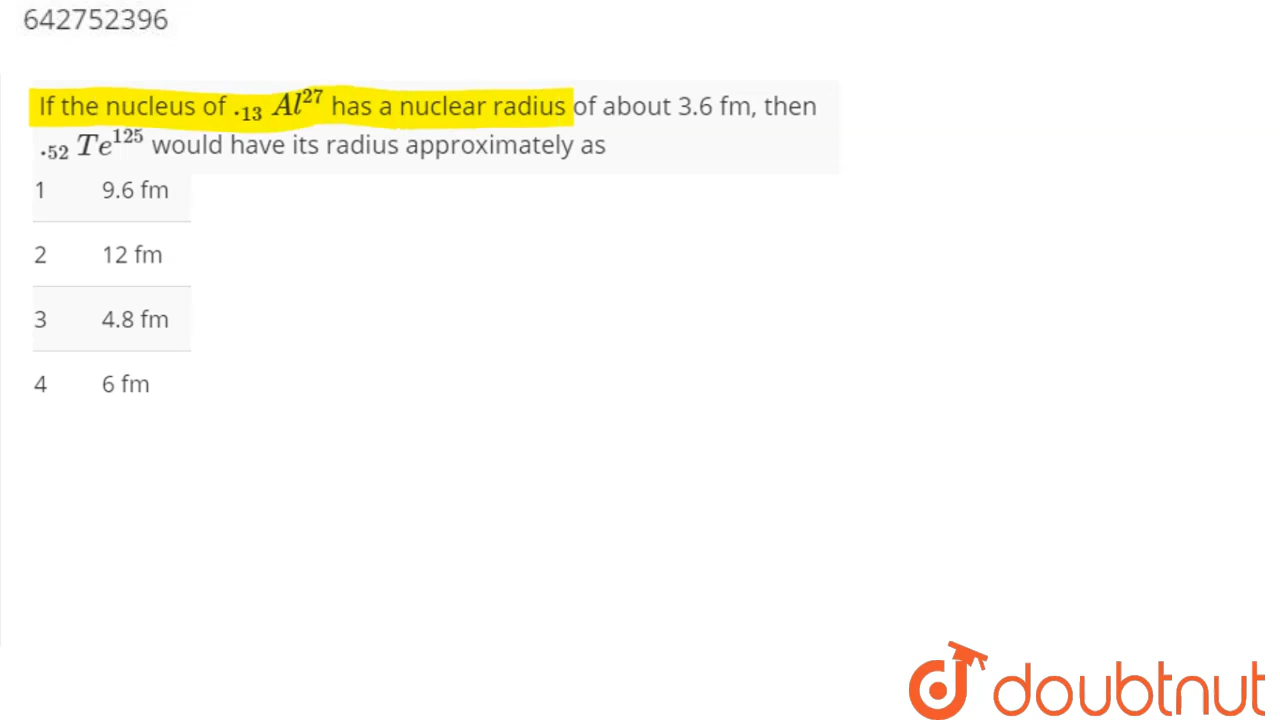 642752396
If the nucleus of .₁₃ Al²⁷ has a nuclear radius of about 3.6 fm, then
.₅₂ Te¹²⁵ would have its radius approximately as
1 9.6 fm
2 12 fm
3 4.8 fm
4 6 fm
doubtnut